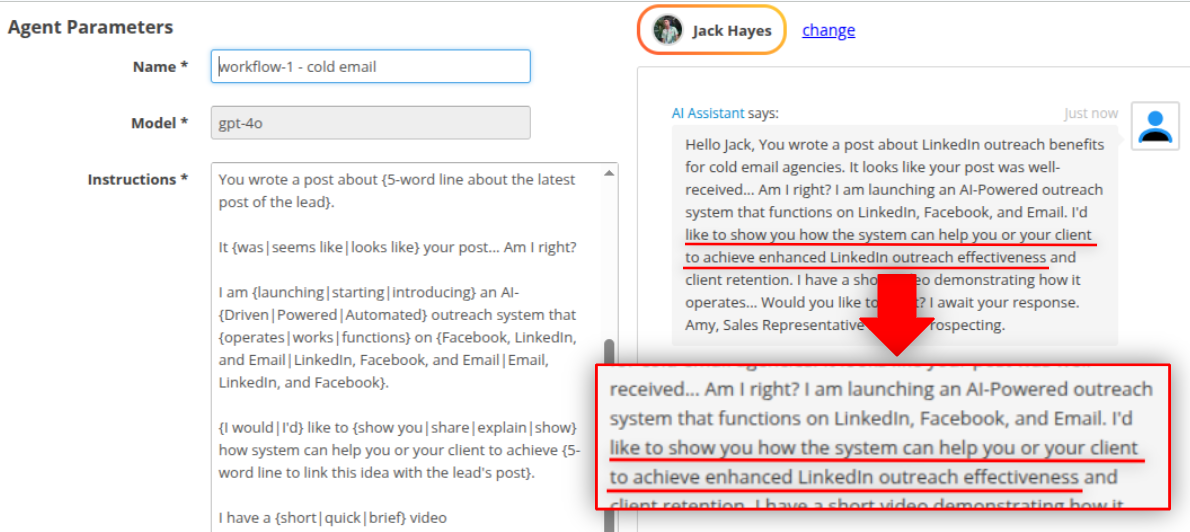 Agent Parameters
Name *
workflow-1 - cold email
Model *
gpt-4o
Instructions *
You wrote a post about {5-word line about the latest
post of the lead}.
It {was|seems like|looks like} your post... Am I right?
I am {launching|starting|introducing} an AI-
{Driven|Powered|Automated} outreach system that
{operates|works|functions} on {Facebook, LinkedIn,
and Email|LinkedIn, Facebook, and Email|Email,
LinkedIn, and Facebook}.
{I would|I'd} like to {show you|share|explain|show}
how system can help you or your client to achieve {5-
word line to link this idea with the lead's post}.
I have a {short|quick|brief} video
Jack Hayes
change
AI Assistant says:
Just now
Hello Jack, You wrote a post about LinkedIn outreach benefits
for cold email agencies. It looks like your post was well-
received... Am I right? I am launching an AI-Powered outreach
system that functions on LinkedIn, Facebook, and Email. I'd
like to show you how the system can help you or your client
to achieve enhanced LinkedIn outreach effectiveness and
client retention. I have a demonstrating how it
operates... Would you like I await your response.
Amy, Sales Representative
received... Am I right? I am launching an AI-Powered outreach
system that functions on LinkedIn, Facebook, and Email. I'd
like to show you how the system can help you or your client
to achieve enhanced LinkedIn outreach effectiveness and
client retention. I have a short video demonstrating how it